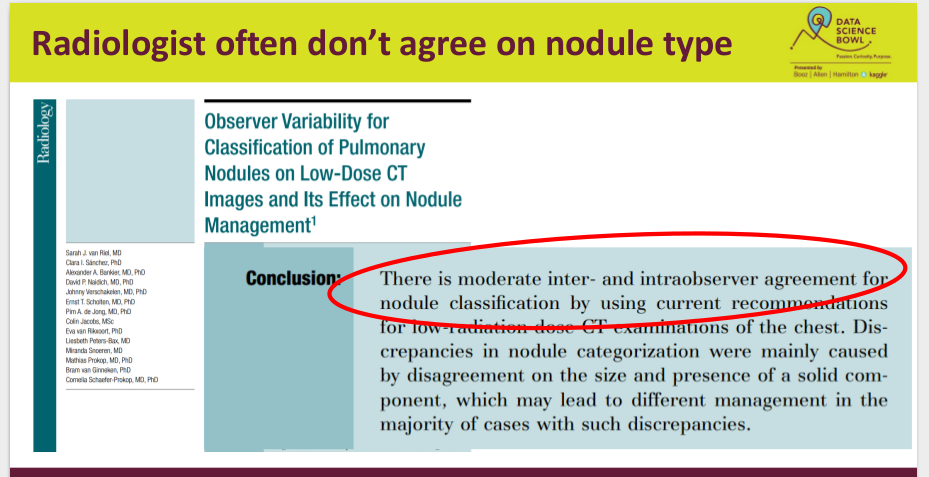 Radiologist often don't agree on nodule type
DATA
SCIENCE
BOWL
Passion. Curiosity. Purpose.
Presented by
Booz | Allen | Hamilton kaggle
Radiology
Observer Variability for
Classification of Pulmonary
Nodules on Low-Dose CT
Images and Its Effect on Nodule
Management1
Sarah J. van Riel, MD
Clara I. Sánchez, PhD
Alexander A. Bankier, MD, PhD
David P. Naidich, MD, PhD
Johnny Verschakelen, MD, PhD
Ernst T. Scholten, MD, PhD
Pim A. de Jong, MD, PhD
Colin Jacobs, MSc
Eva van Rikxoort, PhD
Liesbeth Peters-Bax, MD
Miranda Snoeren, MD
Mathias Prokop, MD, PhD
Bram van Ginneken, PhD
Cornelia Schaefer-Prokop, MD, PhD
Conclusion:
There is moderate inter- and intraobserver agreement for
nodule classification by using current recommendations
for low-radiation-dose CT examinations of the chest. Dis-
crepancies in nodule categorization were mainly caused
by disagreement on the size and presence of a solid com-
ponent, which may lead to different management in the
majority of cases with such discrepancies.